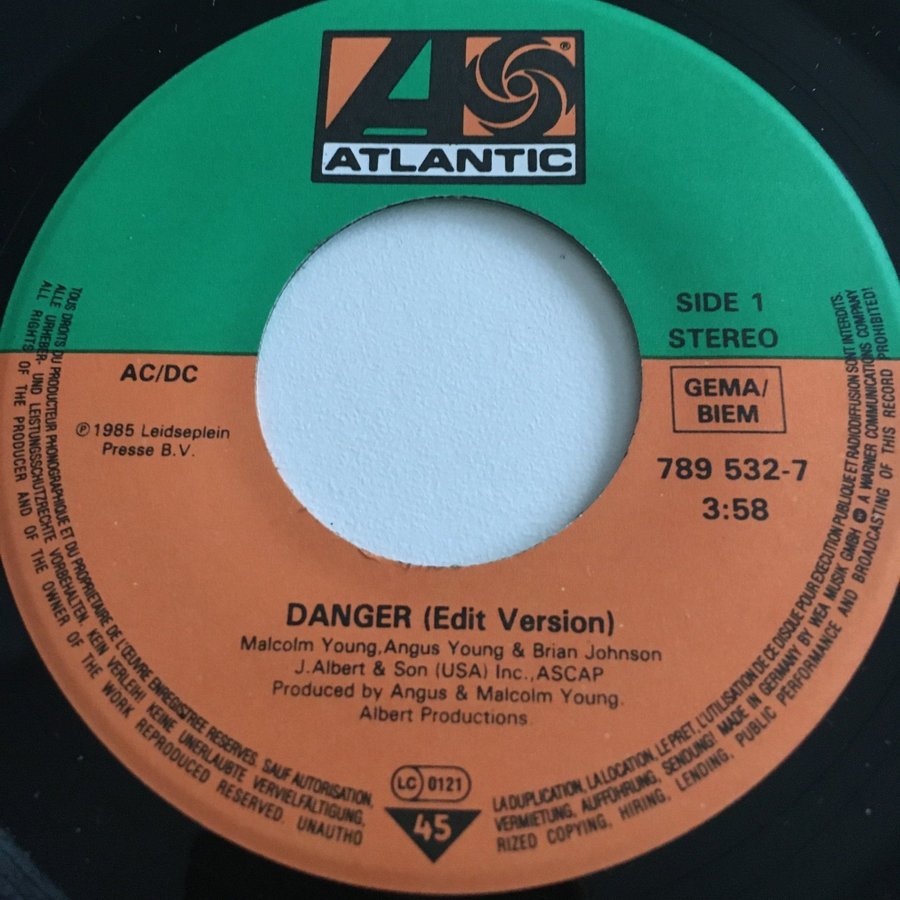 ATLANTIC
®
SIDE 1
STEREO
AC/DC
℗ 1985 Leidseplein
Presse B.V.
GEMA/
BIEM
789 532-7
3:58
DANGER (Edit Version)
Malcolm Young, Angus Young & Brian Johnson
J. Albert & Son (USA) Inc., ASCAP
Produced by Angus & Malcolm Young.
Albert Productions
LC 0121
45
TOUS DROITS DU PRODUCTEUR PHONOGRAPHIQUE ET DU PROPRIETAIRE DE L'ŒUVRE ENREGISTREE RESERVES. SAUF AUTORISATION,
LA DUPLICATION, LA LOCATION, LE PRET, L'UTILISATION DE CE DISQUE POUR EXECUTION PUBLIQUE ET RADIODIFFUSION SONT INTERDITS.
ALLE URHEBER- UND LEISTUNGSSCHUTZRECHTE VORBEHALTEN. KEIN VERLEIH! KEINE UNERLAUBTE VERVIELFÄLTIGUNG,
VERMIETUNG, AUFFÜHRUNG, SENDUNG! MADE IN GERMANY BY WEA MUSIK GMBH A WARNER COMMUNICATIONS COMPANY
ALL RIGHTS OF THE PRODUCER AND OF THE OWNER OF THE WORK REPRODUCED RESERVED. UNAUTHO
RIZED COPYING, HIRING, LENDING, PUBLIC PERFORMANCE AND BROADCASTING OF THIS RECORD PROHIBITED!